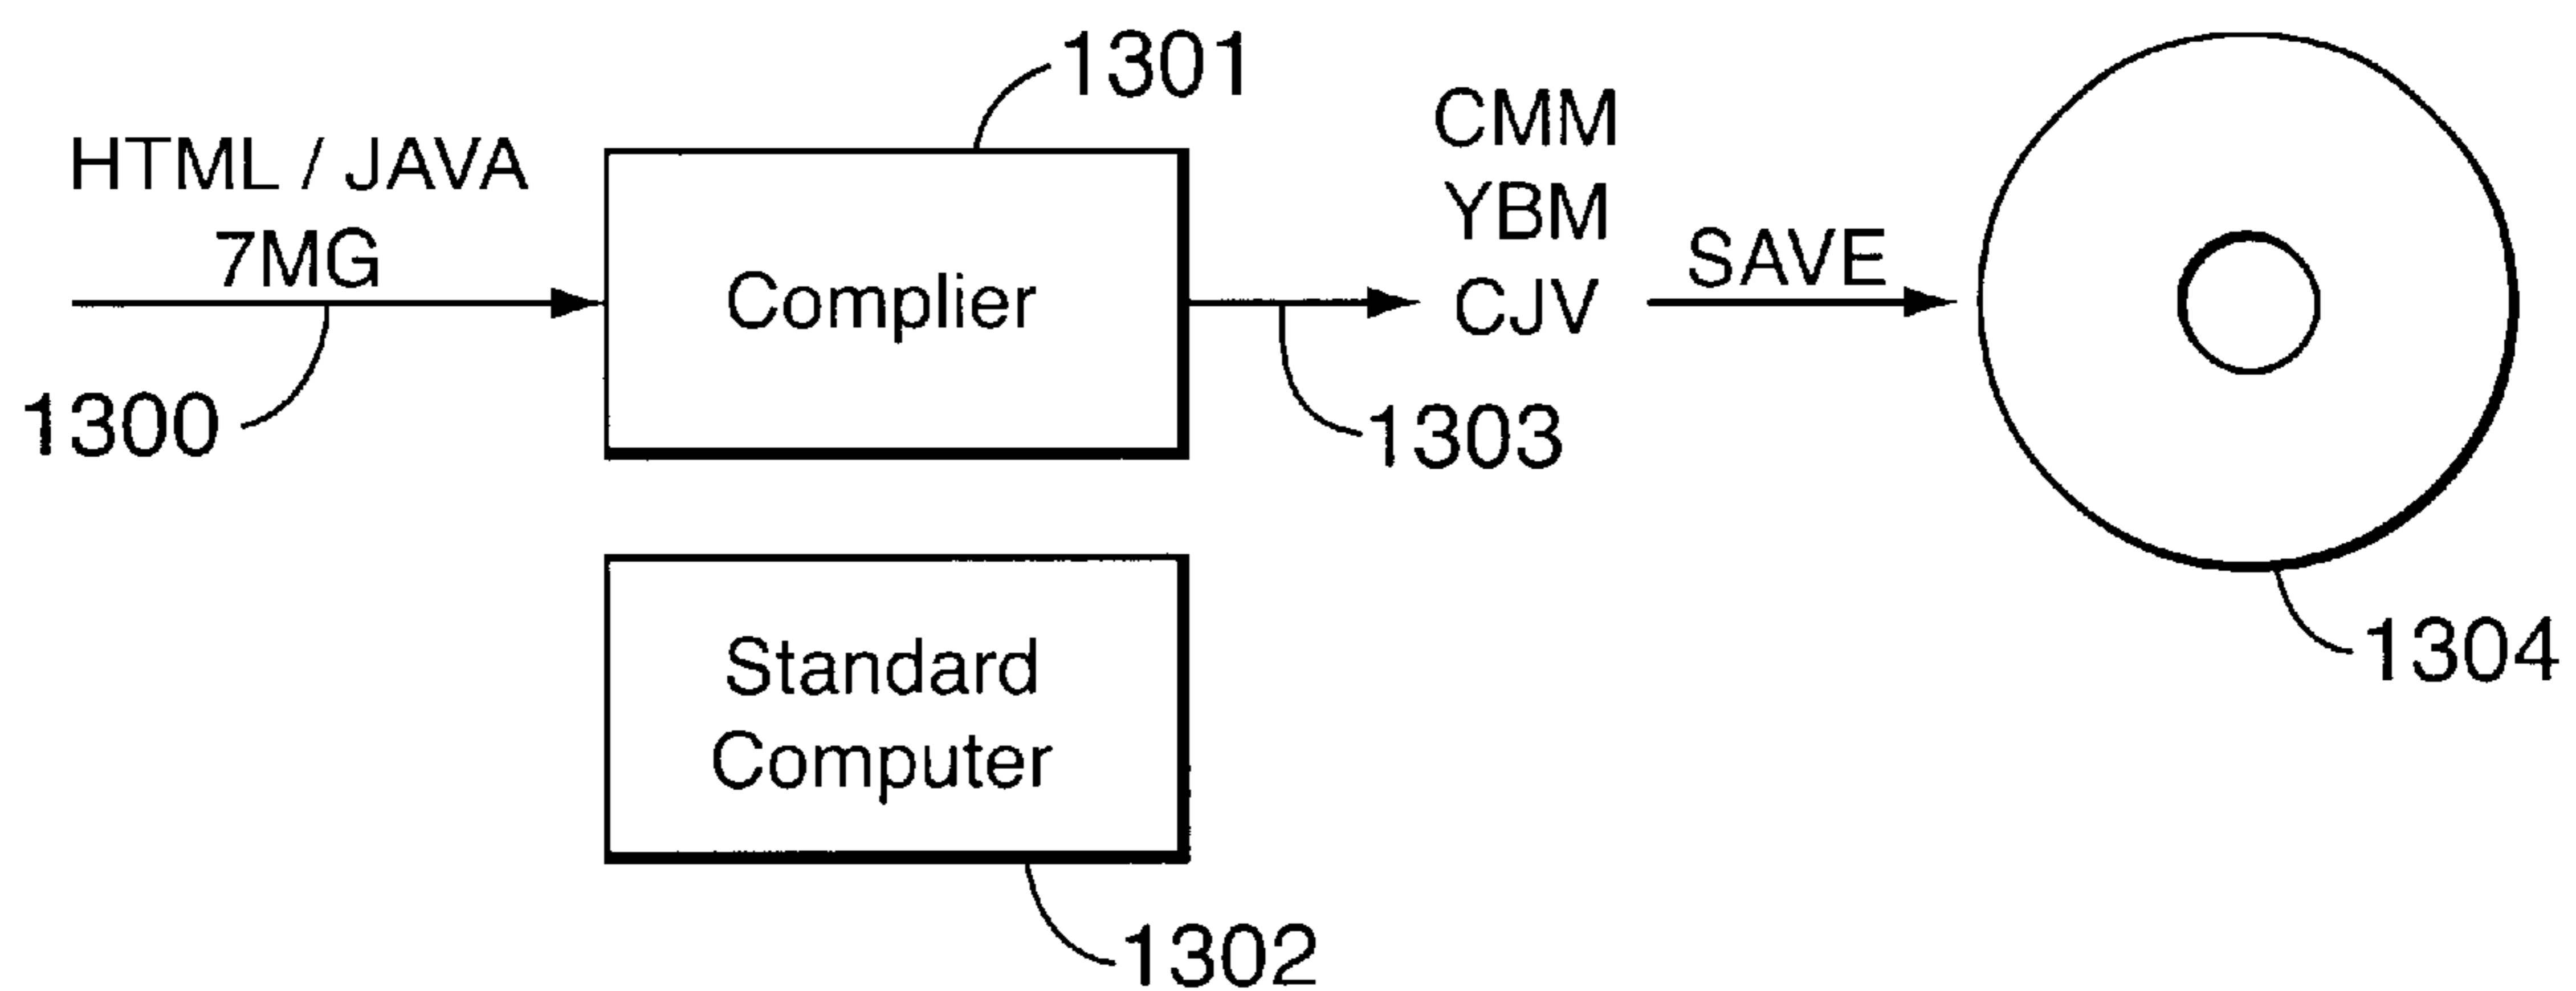 1301
HTML / JAVA
7MG
1300
Complier
CMM
YBM
CJV
1303
SAVE
1304
Standard
Computer
1302